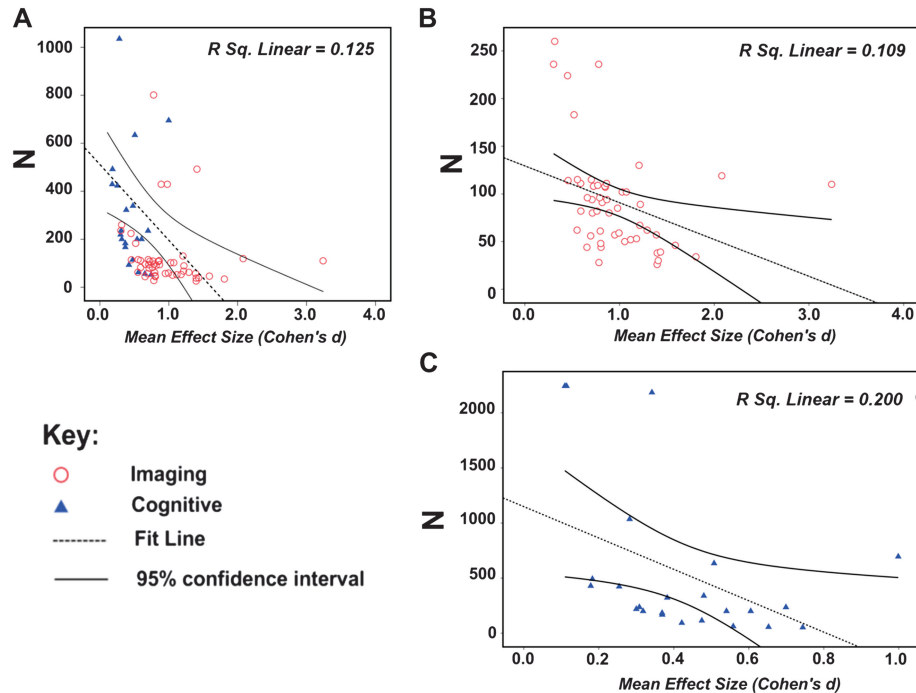 A
R Sq. Linear = 0.125
1000
800
600
400
200
0
N
0.0 1.0 2.0 3.0 4.0
Mean Effect Size (Cohen's d)
B
R Sq. Linear = 0.109
250
200
150
100
50
0
N
0.0 1.0 2.0 3.0 4.0
Mean Effect Size (Cohen's d)
C
R Sq. Linear = 0.200
2000
1500
1000
500
0
N
0.0 0.2 0.4 0.6 0.8 1.0
Mean Effect Size (Cohen's d)
Key:
Imaging
Cognitive
Fit Line
95% confidence interval